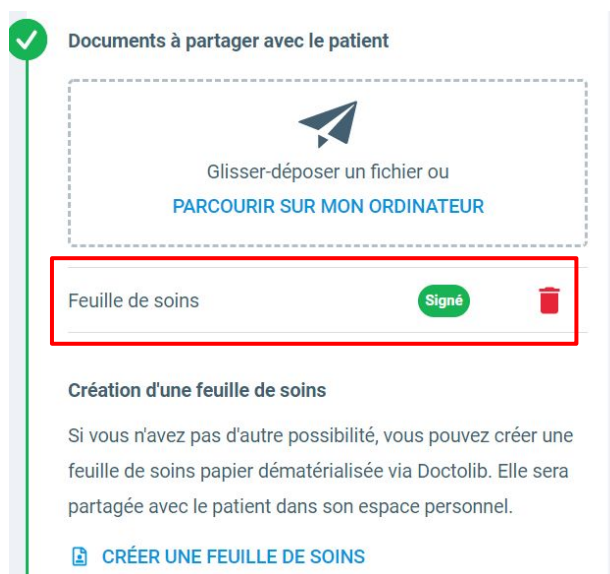 Documents à partager avec le patient
Glisser-déposer un fichier ou
PARCOURIR SUR MON ORDINATEUR
Feuille de soins Signé
Création d'une feuille de soins
Si vous n'avez pas d'autre possibilité, vous pouvez créer une
feuille de soins papier dématérialisée via Doctolib. Elle sera
partagée avec le patient dans son espace personnel.
CRÉER UNE FEUILLE DE SOINS